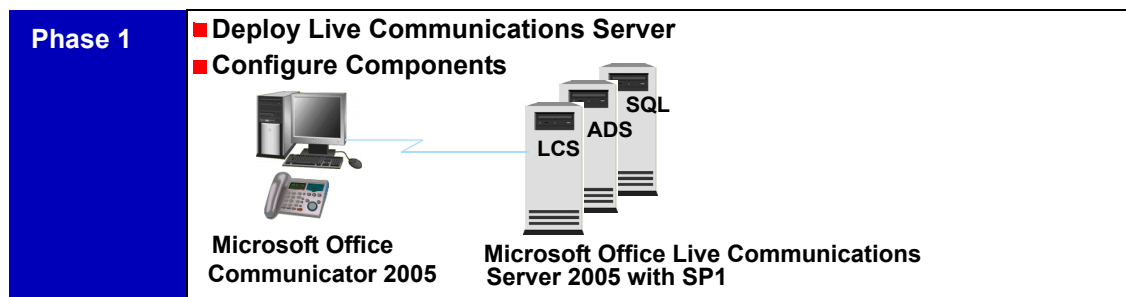 Phase 1
Deploy Live Communications Server
Configure Components
SQL
ADS
LCS
Microsoft Office
Communicator 2005
Microsoft Office Live Communications
Server 2005 with SP1